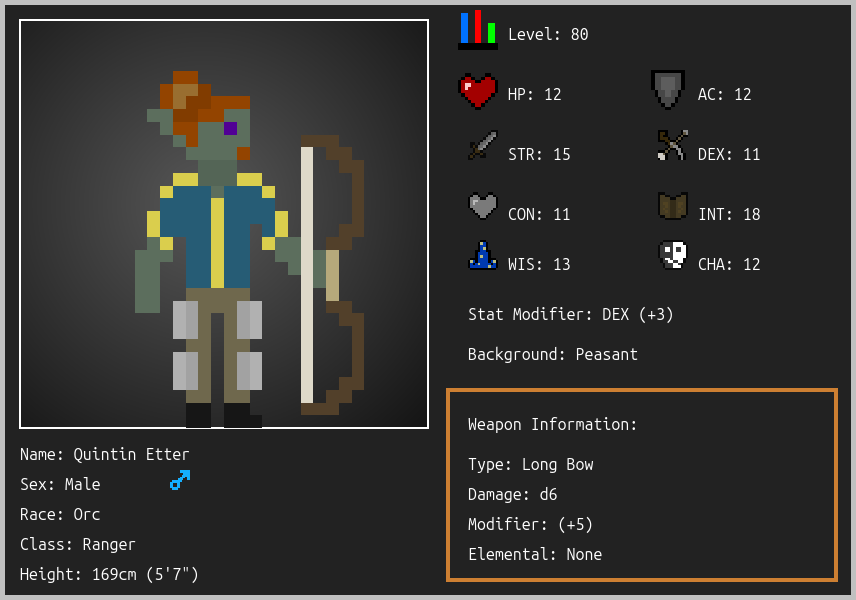 Level: 80
HP: 12
AC: 12
STR: 15
DEX: 11
CON: 11
INT: 18
WIS: 13
CHA: 12
Stat Modifier: DEX (+3)
Background: Peasant
Weapon Information:
Type: Long Bow
Damage: d6
Modifier: (+5)
Elemental: None
Name: Quintin Etter
Sex: Male
Race: Orc
Class: Ranger
Height: 169cm (5'7")